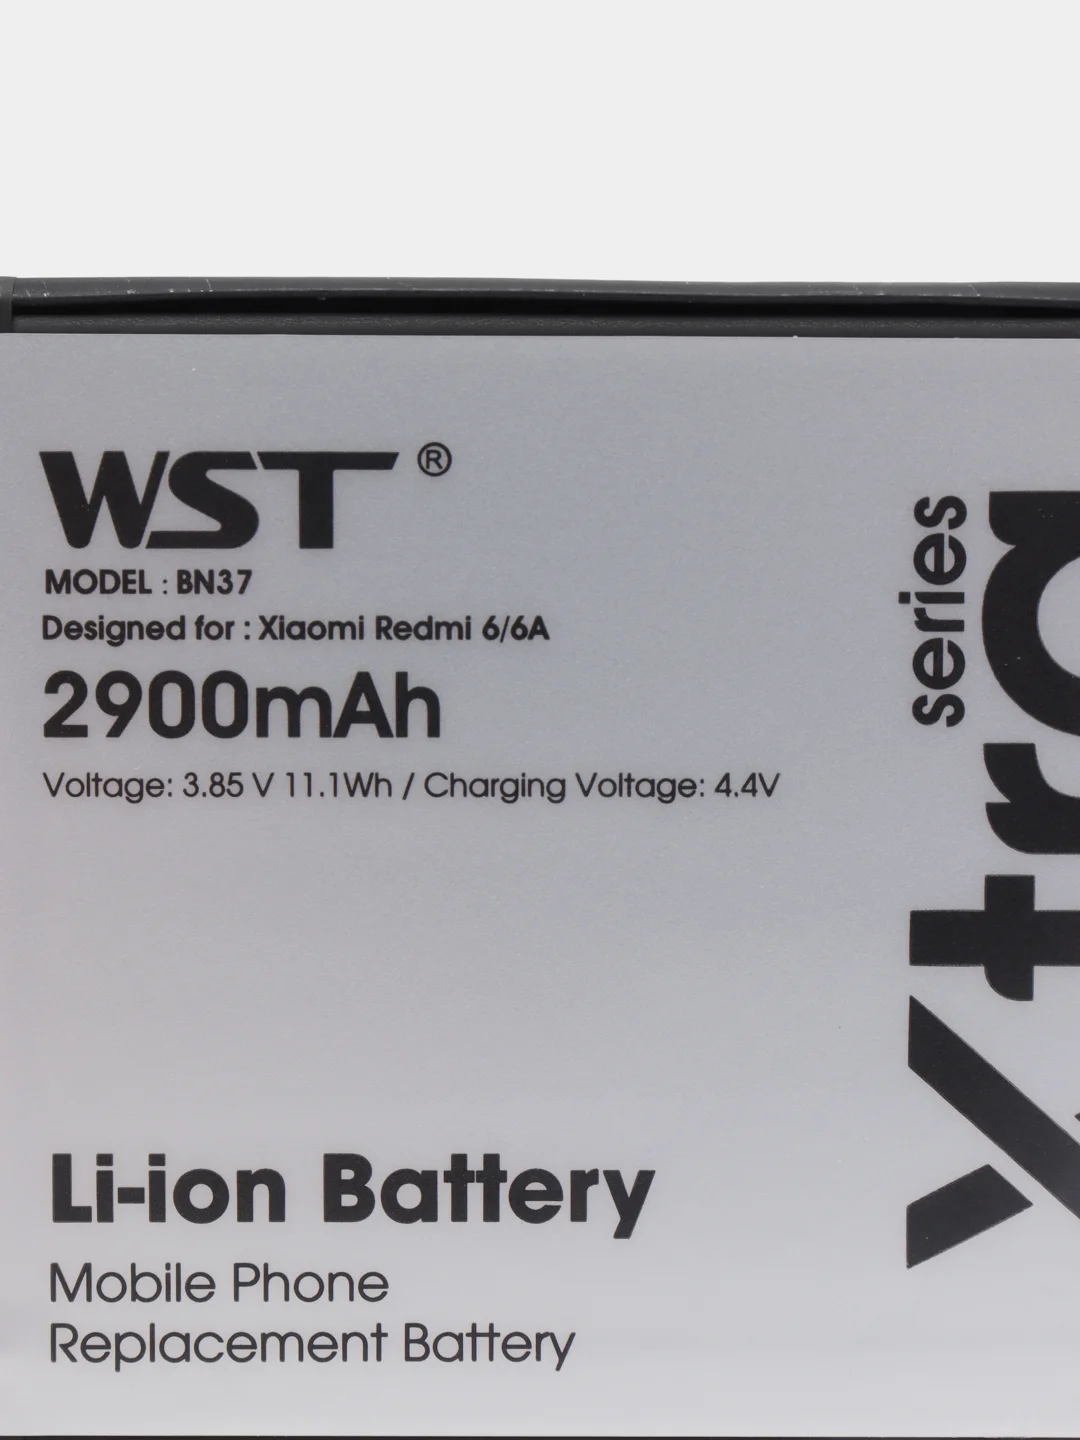 WST ®
MODEL : BN37
Designed for : Xiaomi Redmi 6/6A
2900mAh
Voltage: 3.85 V 11.1Wh / Charging Voltage: 4.4V
Li-ion Battery
Mobile Phone
Replacement Battery
Xtra
series